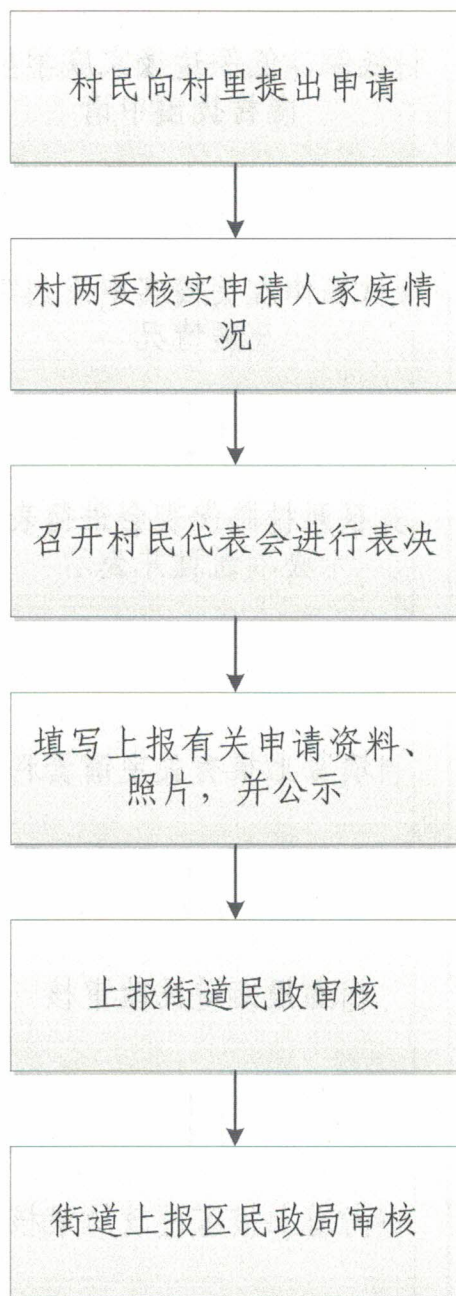 村民向村里提出申请
村两委核实申请人家庭情
况
召开村民代表会进行表决
填写上报有关申请资料、
照片，并公示
上报街道民政审核
街道上报区民政局审核